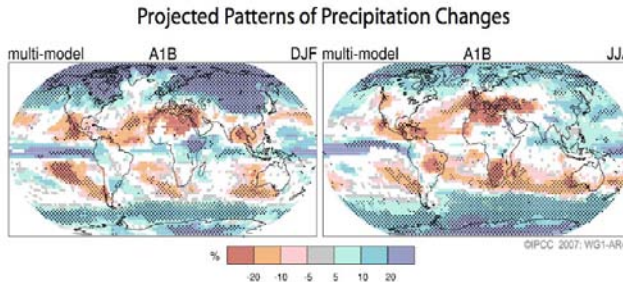 Projected Patterns of Precipitation Changes
multi-model A1B DJF multi-model A1B JJA
©IPCC 2007: WG1-AR
% -20 -10 -5 5 10 20